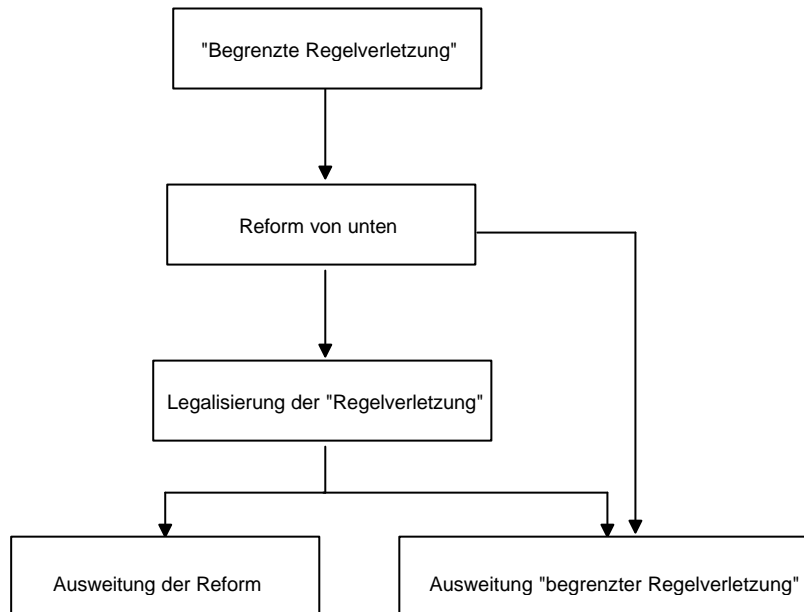 "Begrenzte Regelverletzung"
Reform von unten
Legalisierung der "Regelverletzung"
Ausweitung der Reform
Ausweitung "begrenzter Regelverletzung"